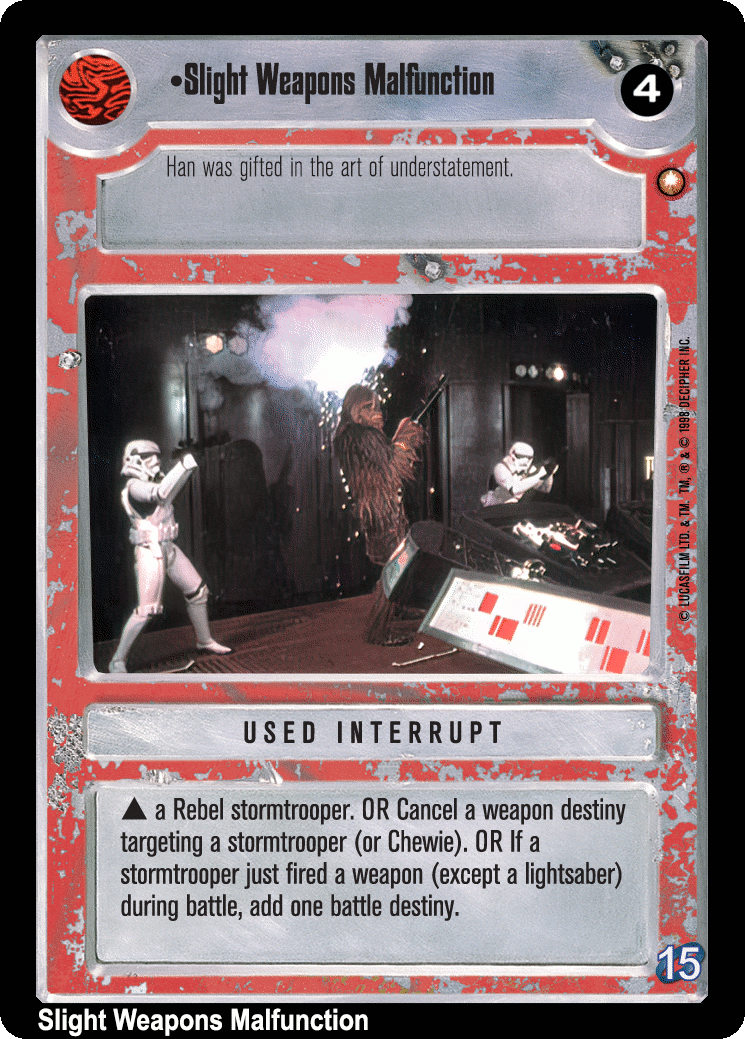 •Slight Weapons Malfunction
4
Han was gifted in the art of understatement.
© LUCASFILM LTD. & TM. TM, ® & © 1998 DECIPHER INC.
USED INTERRUPT
▲ a Rebel stormtrooper. OR Cancel a weapon destiny
targeting a stormtrooper (or Chewie). OR If a
stormtrooper just fired a weapon (except a lightsaber)
during battle, add one battle destiny.
15
Slight Weapons Malfunction